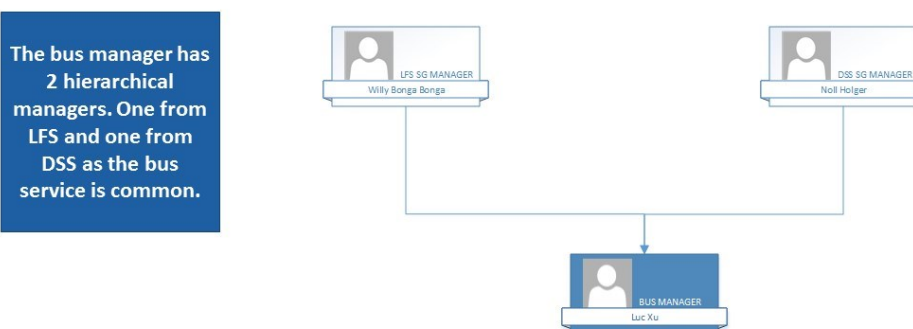 The bus manager has
2 hierarchical
managers. One from
LFS and one from
DSS as the bus
service is common.
LFS SG MANAGER
Willy Bonga Bonga
DSS SG MANAGER
Noll Holger
BUS MANAGER
Luc Xu